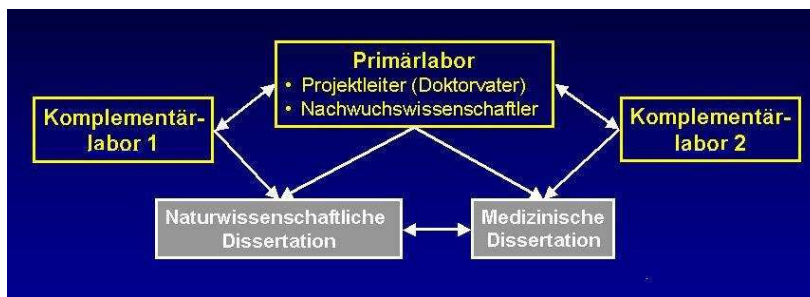 Primärlabor
• Projektleiter (Doktorvater)
• Nachwuchswissenschaftler
Komplementär-
labor 1
Komplementär-
labor 2
Naturwissenschaftliche
Dissertation
Medizinische
Dissertation